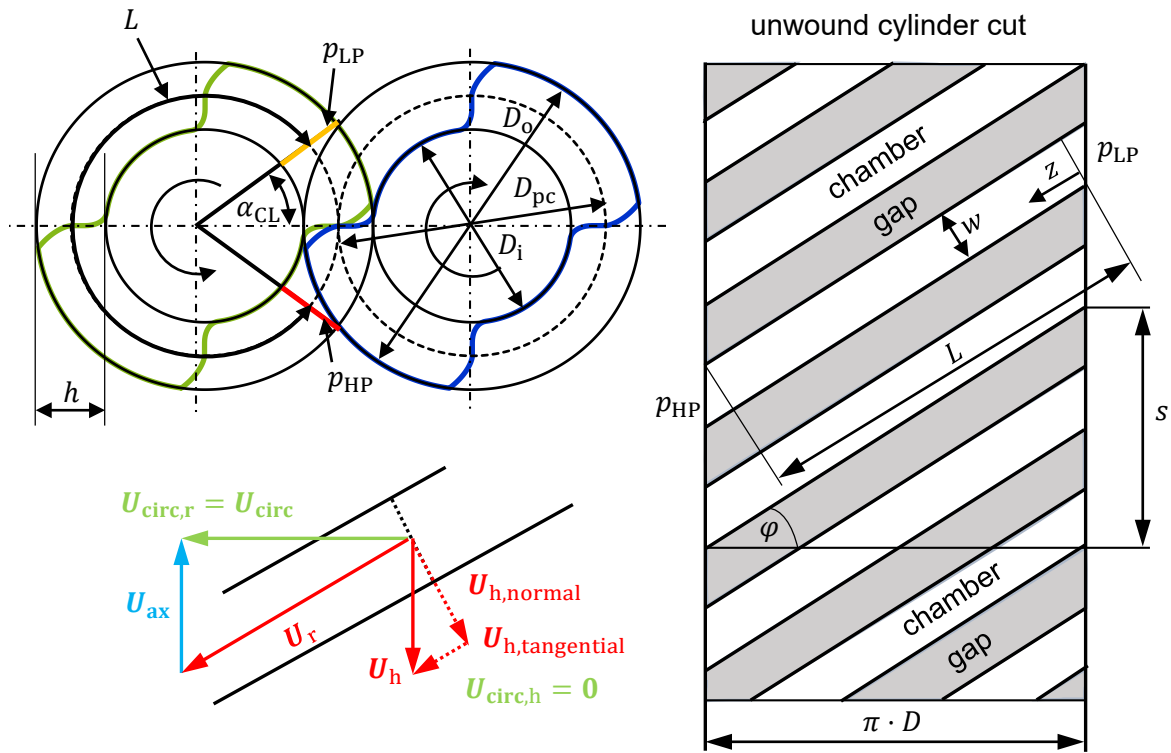 L
p_LP
D_o
D_pc
D_i
α_CL
p_HP
h
U_circ,r = U_circ
U_ax
U_r
U_h
U_h,normal
U_h,tangential
U_circ,h = 0
unwound cylinder cut
chamber
gap
p_LP
z
w
L
s
p_HP
φ
chamber
gap
π · D